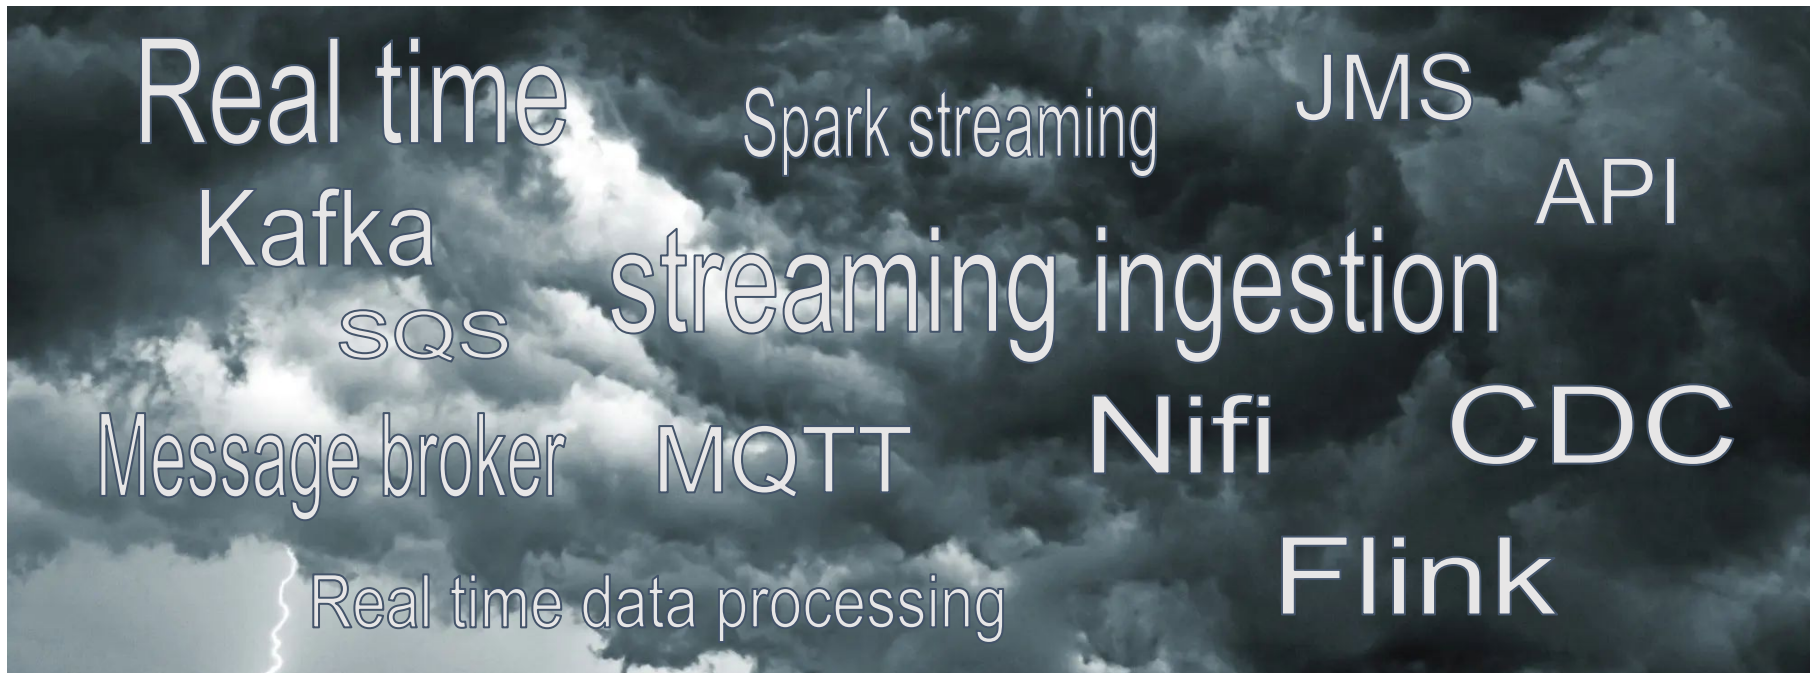 Real time
Spark streaming
JMS
API
Kafka
streaming ingestion
SQS
Message broker
MQTT
Nifi
CDC
Flink
Real time data processing